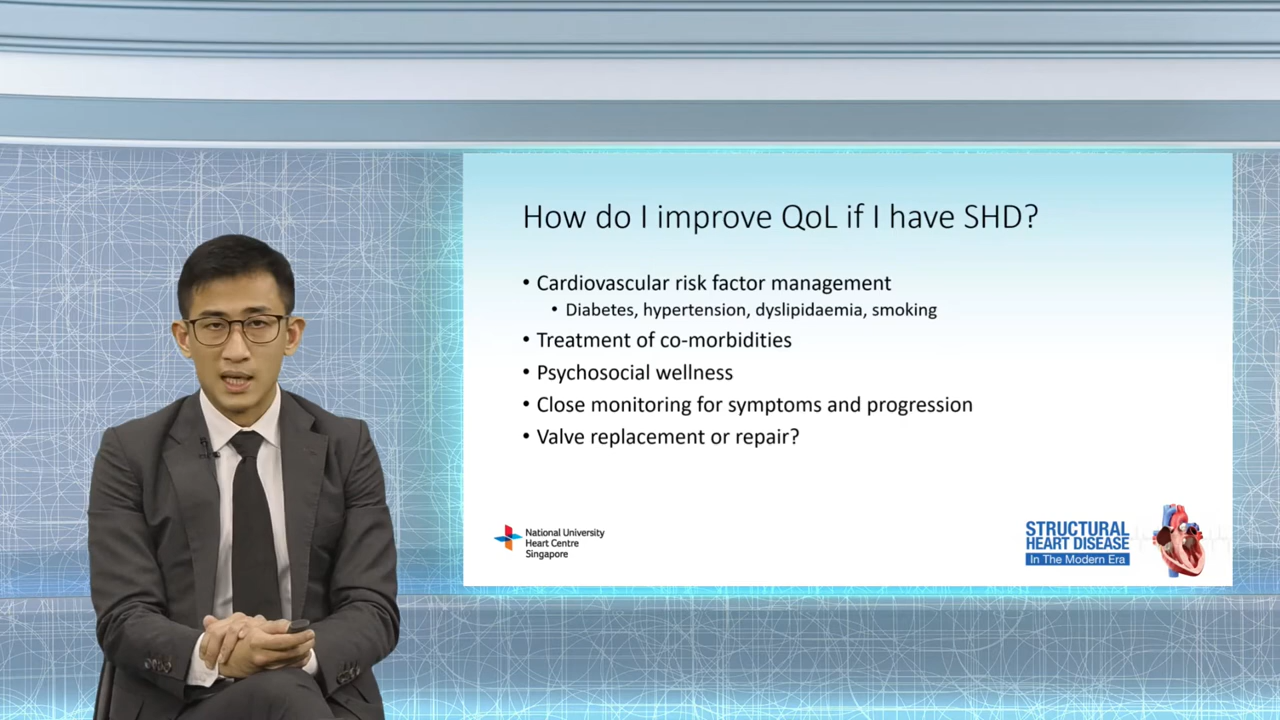 How do I improve QoL if I have SHD?
• Cardiovascular risk factor management
• Diabetes, hypertension, dyslipidaemia, smoking
• Treatment of co-morbidities
• Psychosocial wellness
• Close monitoring for symptoms and progression
• Valve replacement or repair?
National University
Heart Centre
Singapore
STRUCTURAL
HEART DISEASE
In The Modern Era